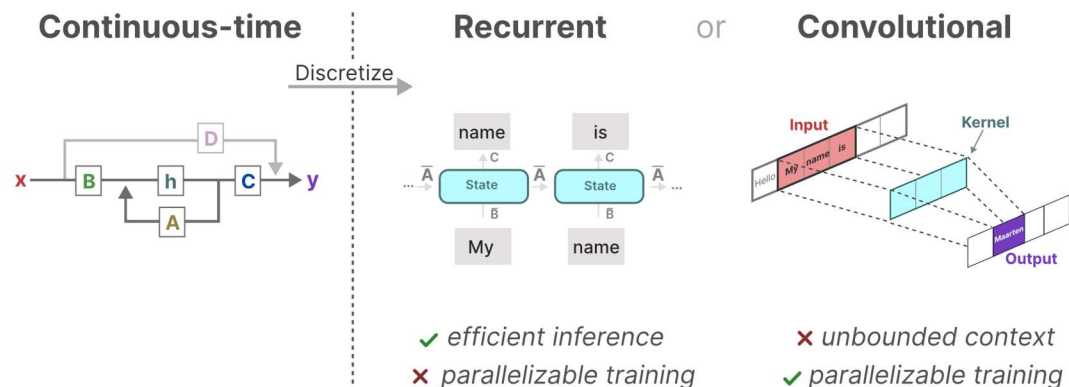 Continuous-time
Recurrent
or
Convolutional
Discretize
D
x
B
h
C
y
A
name
is
C
C
... A̅
State
A̅
State
A̅ ...
B̅
B̅
My
name
Input
Kernel
Hello
My
name
is
Maarten
Output
✓ efficient inference
✗ parallelizable training
✗ unbounded context
✓ parallelizable training